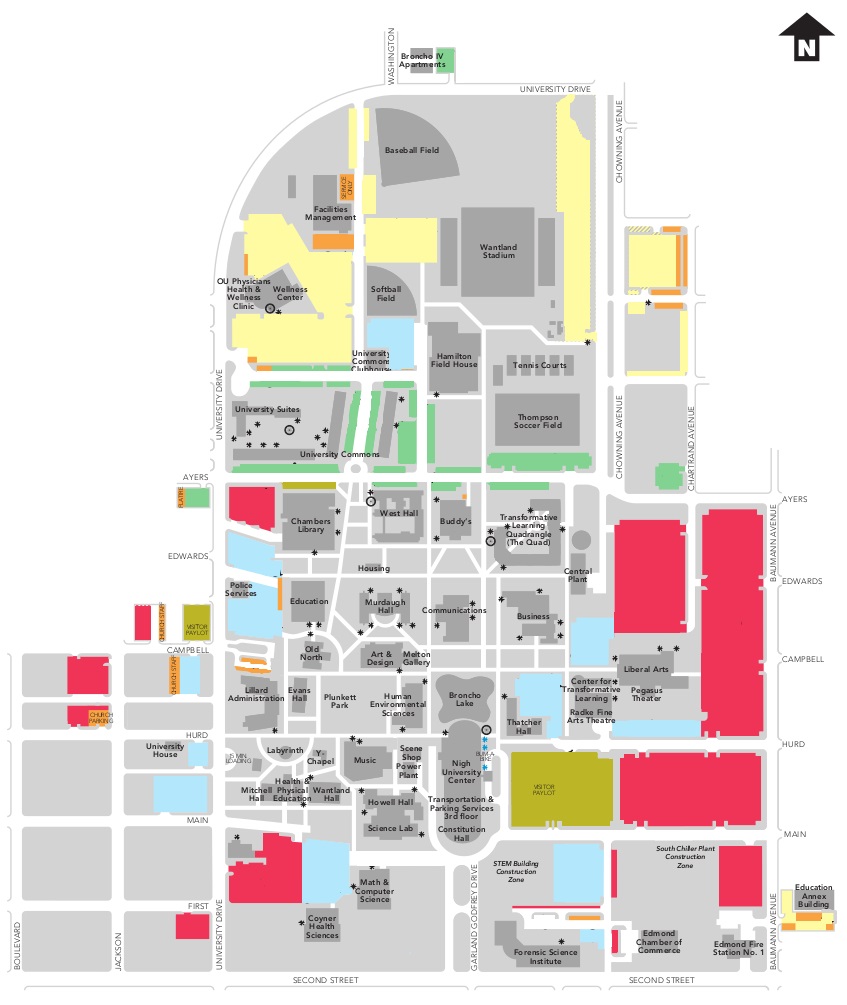 N
WASHINGTON
Broncho IV
Apartments
UNIVERSITY DRIVE
CHOWNING AVENUE
Baseball Field
SERVICE
ONLY
Facilities
Management
Wantland
Stadium
OU Physicians
Health &
Wellness
Clinic
Wellness
Center
Softball
Field
University
Commons
Clubhouse
Hamilton
Field House
Tennis Courts
UNIVERSITY DRIVE
University Suites
Thompson
Soccer Field
CHOWNING AVENUE
CHARTRAND AVENUE
University Commons
AYERS
AYERS
Chambers
Library
West Hall
Buddy's
Transformative
Learning
Quadrangle
(The Quad)
BAUMANN AVENUE
EDWARDS
Housing
Central
Plant
EDWARDS
Police
Services
Education
Murdaugh
Hall
Communications
Business
CHURCH STAFF
VISITOR
PAYLOT
CAMPBELL
Old
North
Art &
Design
Melton
Gallery
CAMPBELL
CHURCH STAFF
Liberal Arts
Lillard
Administration
Evans
Hall
Plunkett
Park
Human
Environmental
Sciences
Broncho
Lake
Center for
Transformative
Learning
Pegasus
Theater
CHURCH
PARKING
Thatcher
Hall
Radke Fine
Arts Theatre
HURD
HURD
University
House
15 MIN
LOADING
Labyrinth
Y-
Chapel
Music
Scene
Shop
Power
Plant
BUM-A
BIKE
Nigh
University
Center
VISITOR
PAYLOT
Mitchell
Hall
Health &
Physical
Education
Wantland
Hall
Howell Hall
Transportation &
Parking Services
3rd floor
MAIN
Science Lab
Constitution
Hall
MAIN
South Chiller Plant
Construction
Zone
STEM Building
Construction
Zone
Math &
Computer
Science
Education
Annex
Building
FIRST
Coyner
Health
Sciences
BOULEVARD
JACKSON
UNIVERSITY DRIVE
GARLAND GODFREY DRIVE
Forensic Science
Institute
Edmond
Chamber of
Commerce
Edmond Fire
Station No. 1
BAUMANN AVENUE
SECOND STREET
SECOND STREET